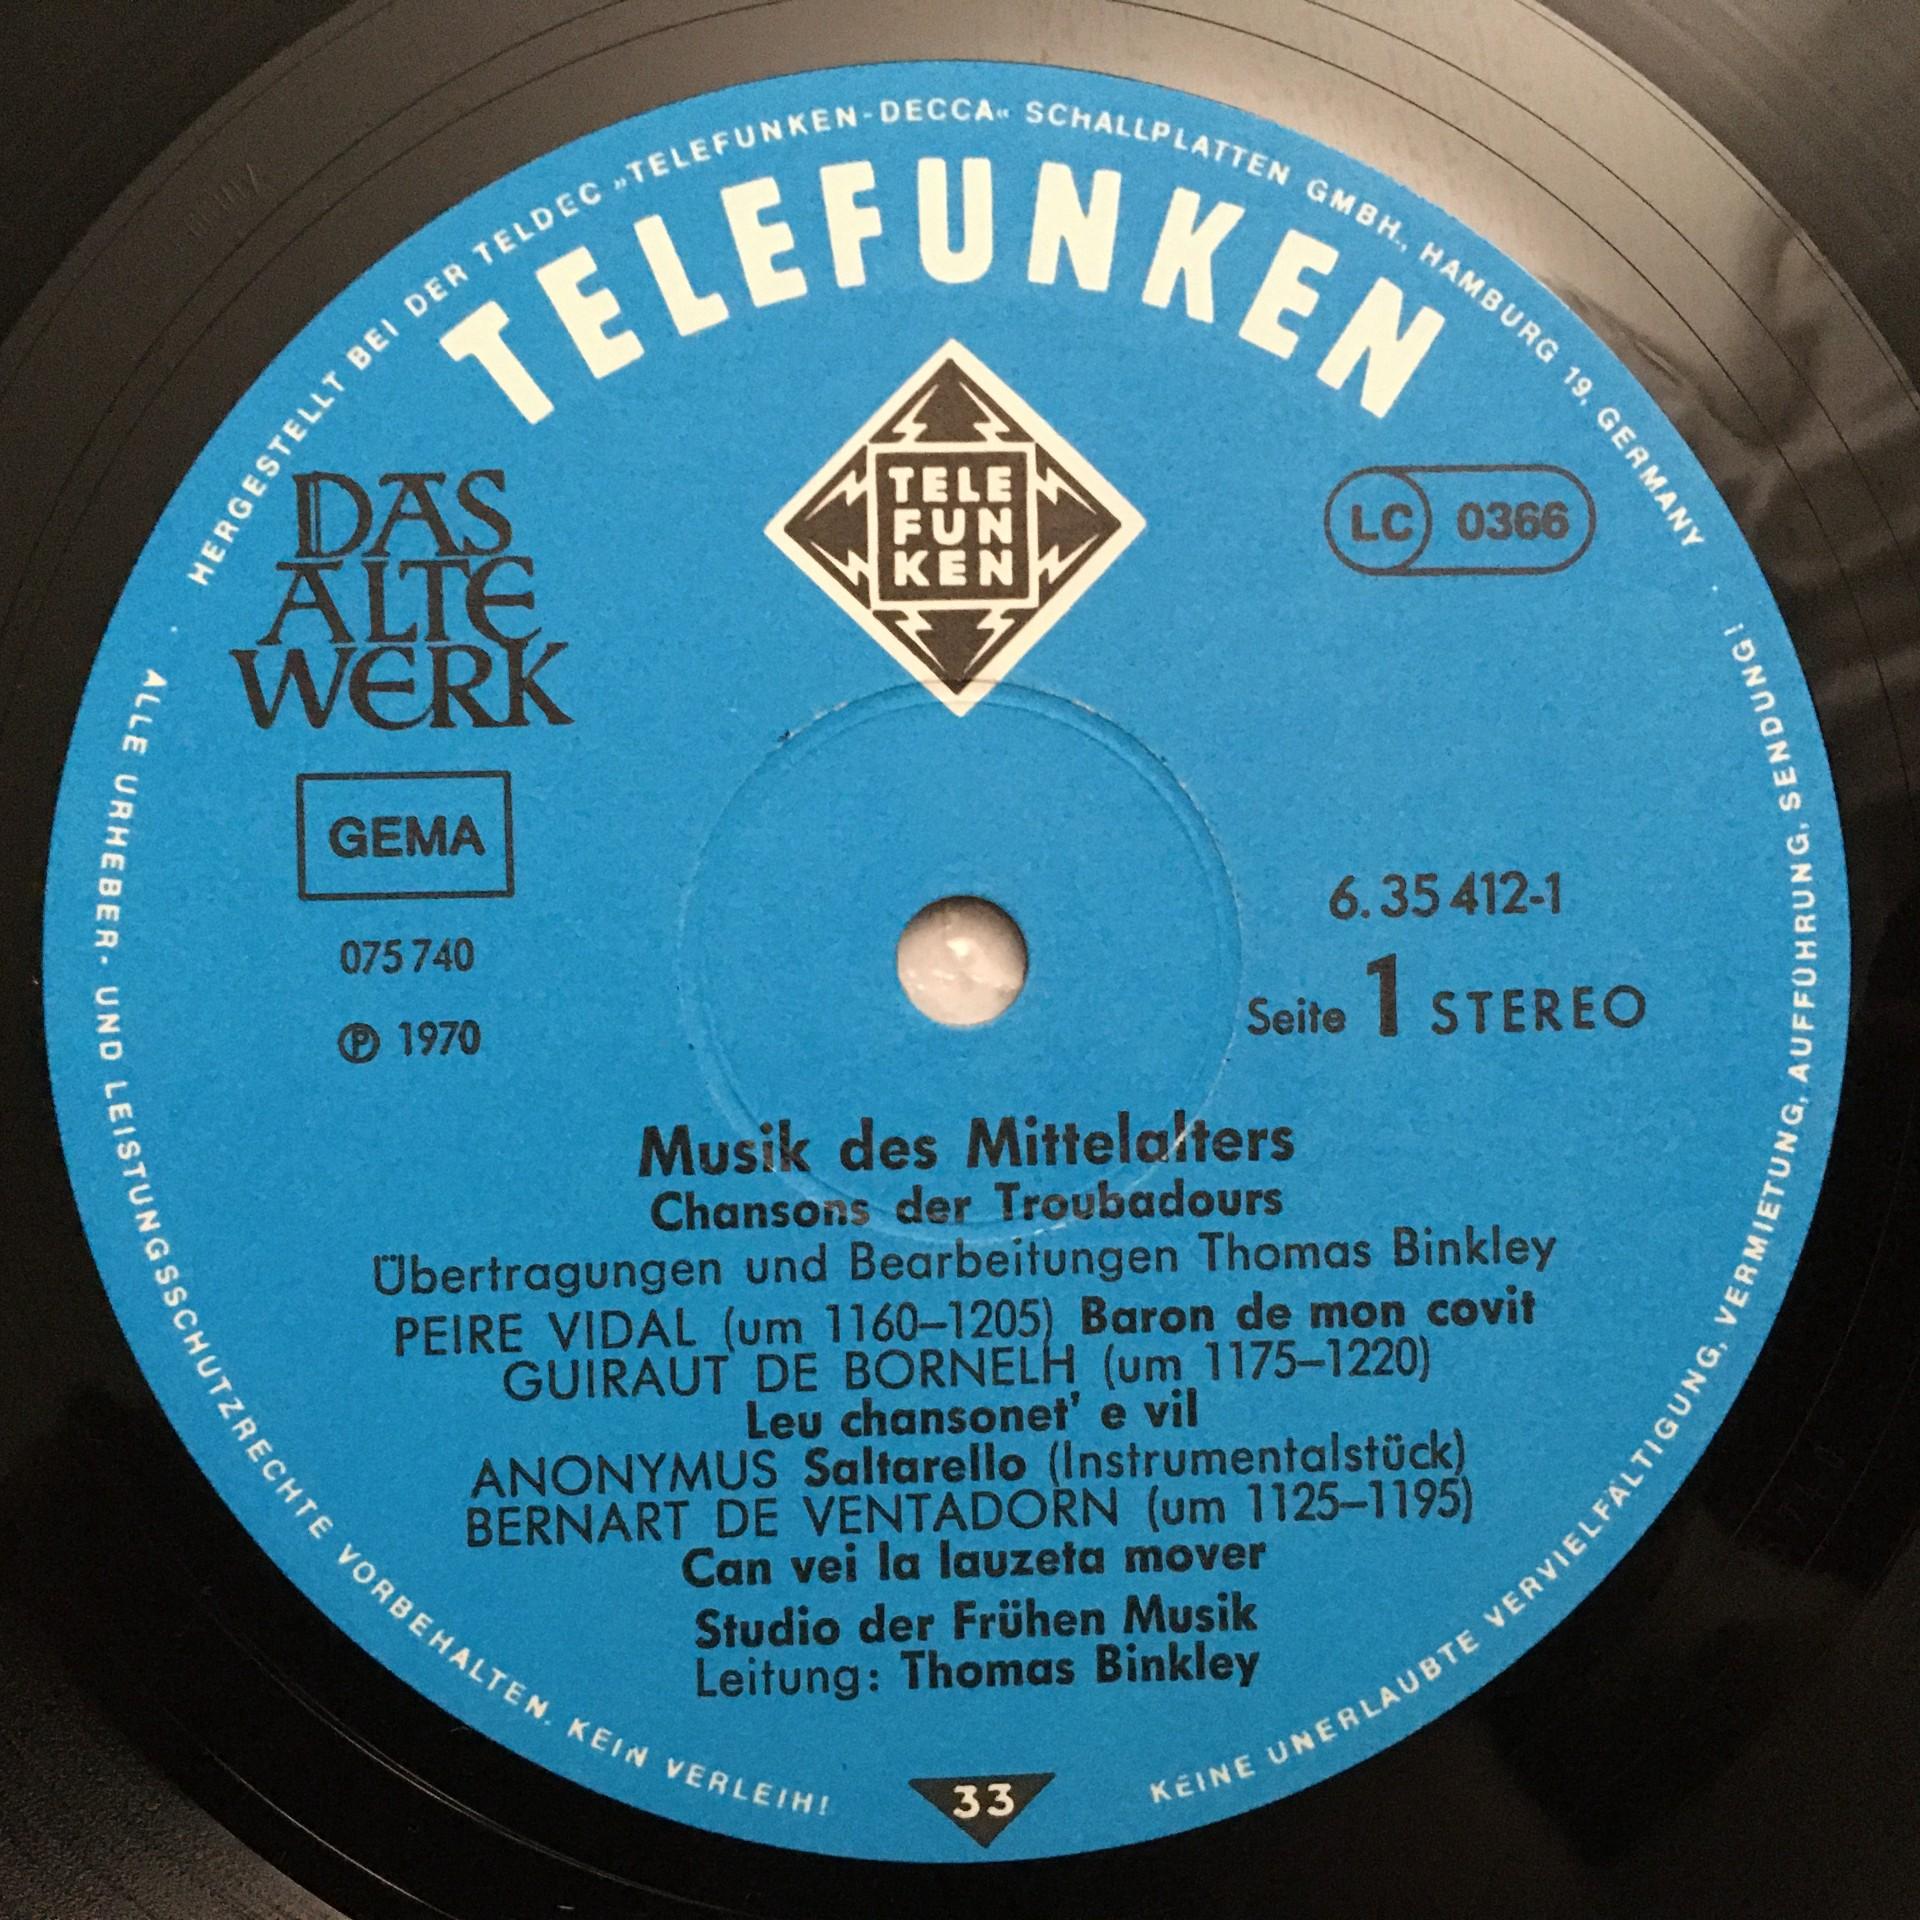 HERGESTELLT BEI DER TELDEC »TELEFUNKEN-DECCA« SCHALLPLATTEN GMBH., HAMBURG 19, GERMANY
TELEFUNKEN
TELE
FUN
KEN
DAS
ALTE
WERK
LC 0366
GEMA
075 740
℗ 1970
6.35 412-1
Seite 1 STEREO
Musik des Mittelalters
Chansons der Troubadours
Übertragungen und Bearbeitungen Thomas Binkley
PEIRE VIDAL (um 1160–1205) Baron de mon covit
GUIRAUT DE BORNELH (um 1175–1220)
Leu chansonet' e vil
ANONYMUS Saltarello (Instrumentalstück)
BERNART DE VENTADORN (um 1125–1195)
Can vei la lauzeta mover
Studio der Frühen Musik
Leitung: Thomas Binkley
33
ALLE URHEBER- UND LEISTUNGSSCHUTZRECHTE VORBEHALTEN. KEIN VERLEIH!
KEINE UNERLAUBTE VERVIELFÄLTIGUNG, VERMIETUNG, AUFFÜHRUNG, SENDUNG!